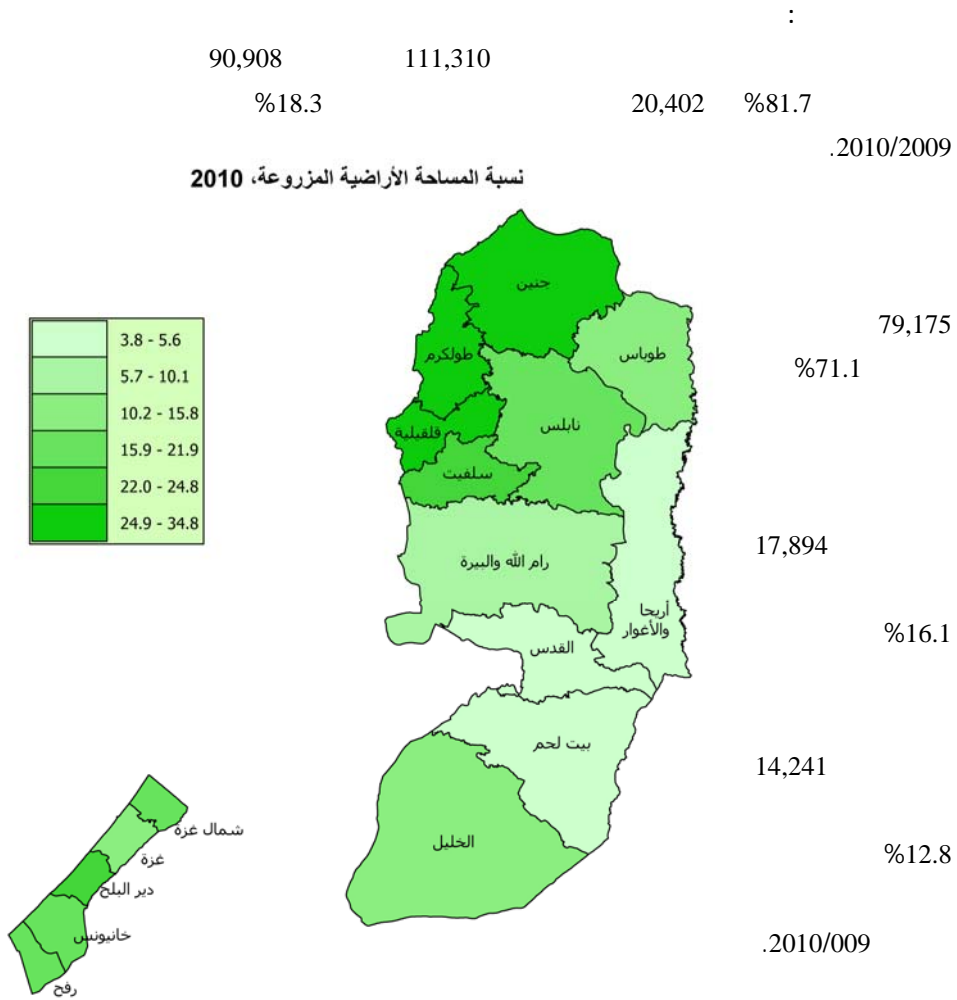 :
111,310 90,908
%81.7 20,402 %18.3
.2010/2009
نسبة المساحة الأراضية المزروعة، 2010
جنين
79,175
3.8 - 5.6
طولكرم
طوباس
%71.1
5.7 - 10.1
10.2 - 15.8
نابلس
قلقيلية
15.9 - 21.9
سلفيت
22.0 - 24.8
24.9 - 34.8
17,894
رام الله والبيرة
أريحا
والأغوار
%16.1
القدس
بيت لحم
14,241
شمال غزة
الخليل
غزة
%12.8
دير البلح
خانيونس
.2010/009
رفح